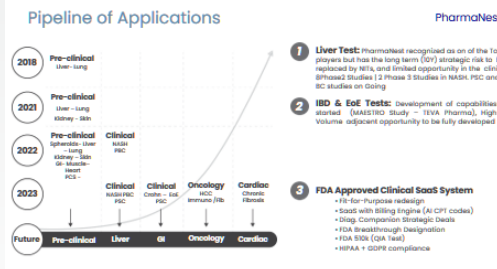 Pipeline of Applications
PharmaNest
2018
Pre-clinical
Liver- Lung
2021
Pre-clinical
Liver - Lung
Kidney - Skin
2022
Pre-clinical
Spheroids- Liver
- Lung
Kidney - Skin
GI- Muscle-
Heart
PCS -
Clinical
NASH
PBC
2023
Clinical
NASH PBC
PSC
Clinical
Crohn - EoE
PSC
Oncology
HCC
Immuno /Fib
Cardiac
Chronic
Fibrosis
Future
Pre-clinical
Liver
GI
Oncology
Cardiac
1
Liver Test: PharmaNest recognized as on of the To
players but has the long term (10Y) strategic risk to
replaced by NITs, and limited opportunity in the clini
8Phase2 Studies | 2 Phase 3 Studies in NASH. PSC and
BC studies on Going
2
IBD & EoE Tests: Development of capabilities
started (MAESTRO Study – TEVA Pharma), High
Volume adjacent opportunity to be fully developed
3
FDA Approved Clinical SaaS System
• Fit-for-Purpose redesign
• SaaS with Billing Engine (AI CPT codes)
• Diag. Companion Strategic Deals
• FDA Breakthrough Designation
• FDA 510k (QIA Test)
• HIPAA + GDPR compliance